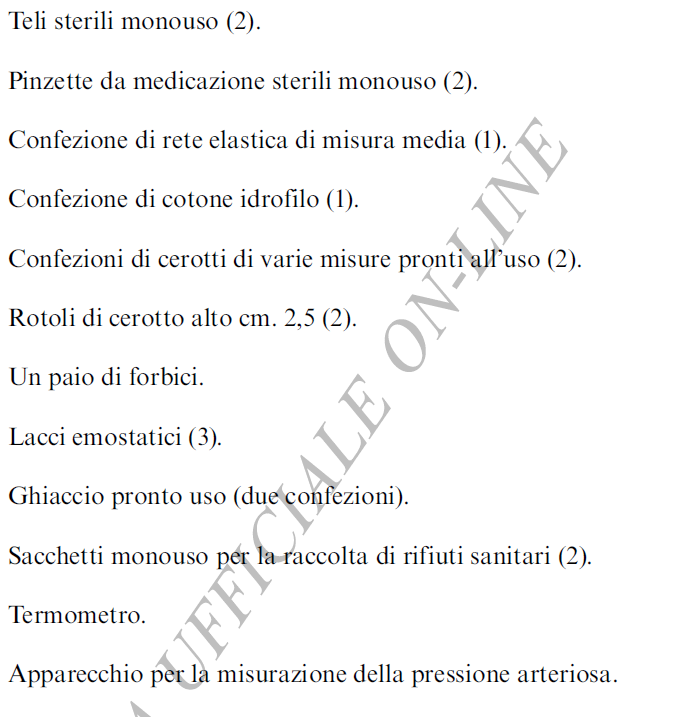 Teli sterili monouso (2).
Pinzette da medicazione sterili monouso (2).
Confezione di rete elastica di misura media (1).
Confezione di cotone idrofilo (1).
Confezioni di cerotti di varie misure pronti all’uso (2).
Rotoli di cerotto alto cm. 2,5 (2).
Un paio di forbici.
Lacci emostatici (3).
Ghiaccio pronto uso (due confezioni).
Sacchetti monouso per la raccolta di rifiuti sanitari (2).
Termometro.
Apparecchio per la misurazione della pressione arteriosa.
A UFFICIALE ON-LINE